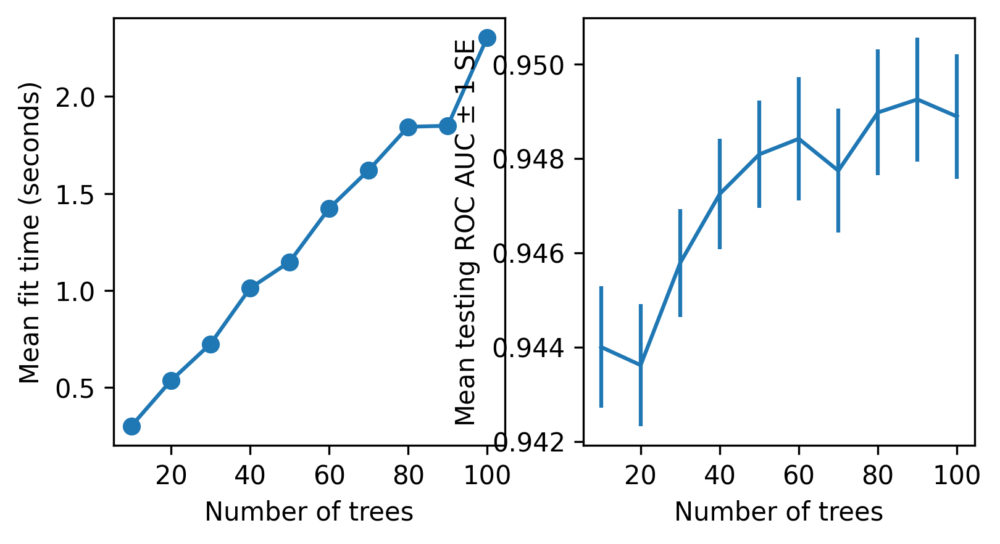 Mean fit time (seconds)
2.0
1.5
1.0
0.5
20 40 60 80 100
Number of trees
Mean testing ROC AUC ± 1 SE
0.950
0.948
0.946
0.944
0.942
20 40 60 80 100
Number of trees